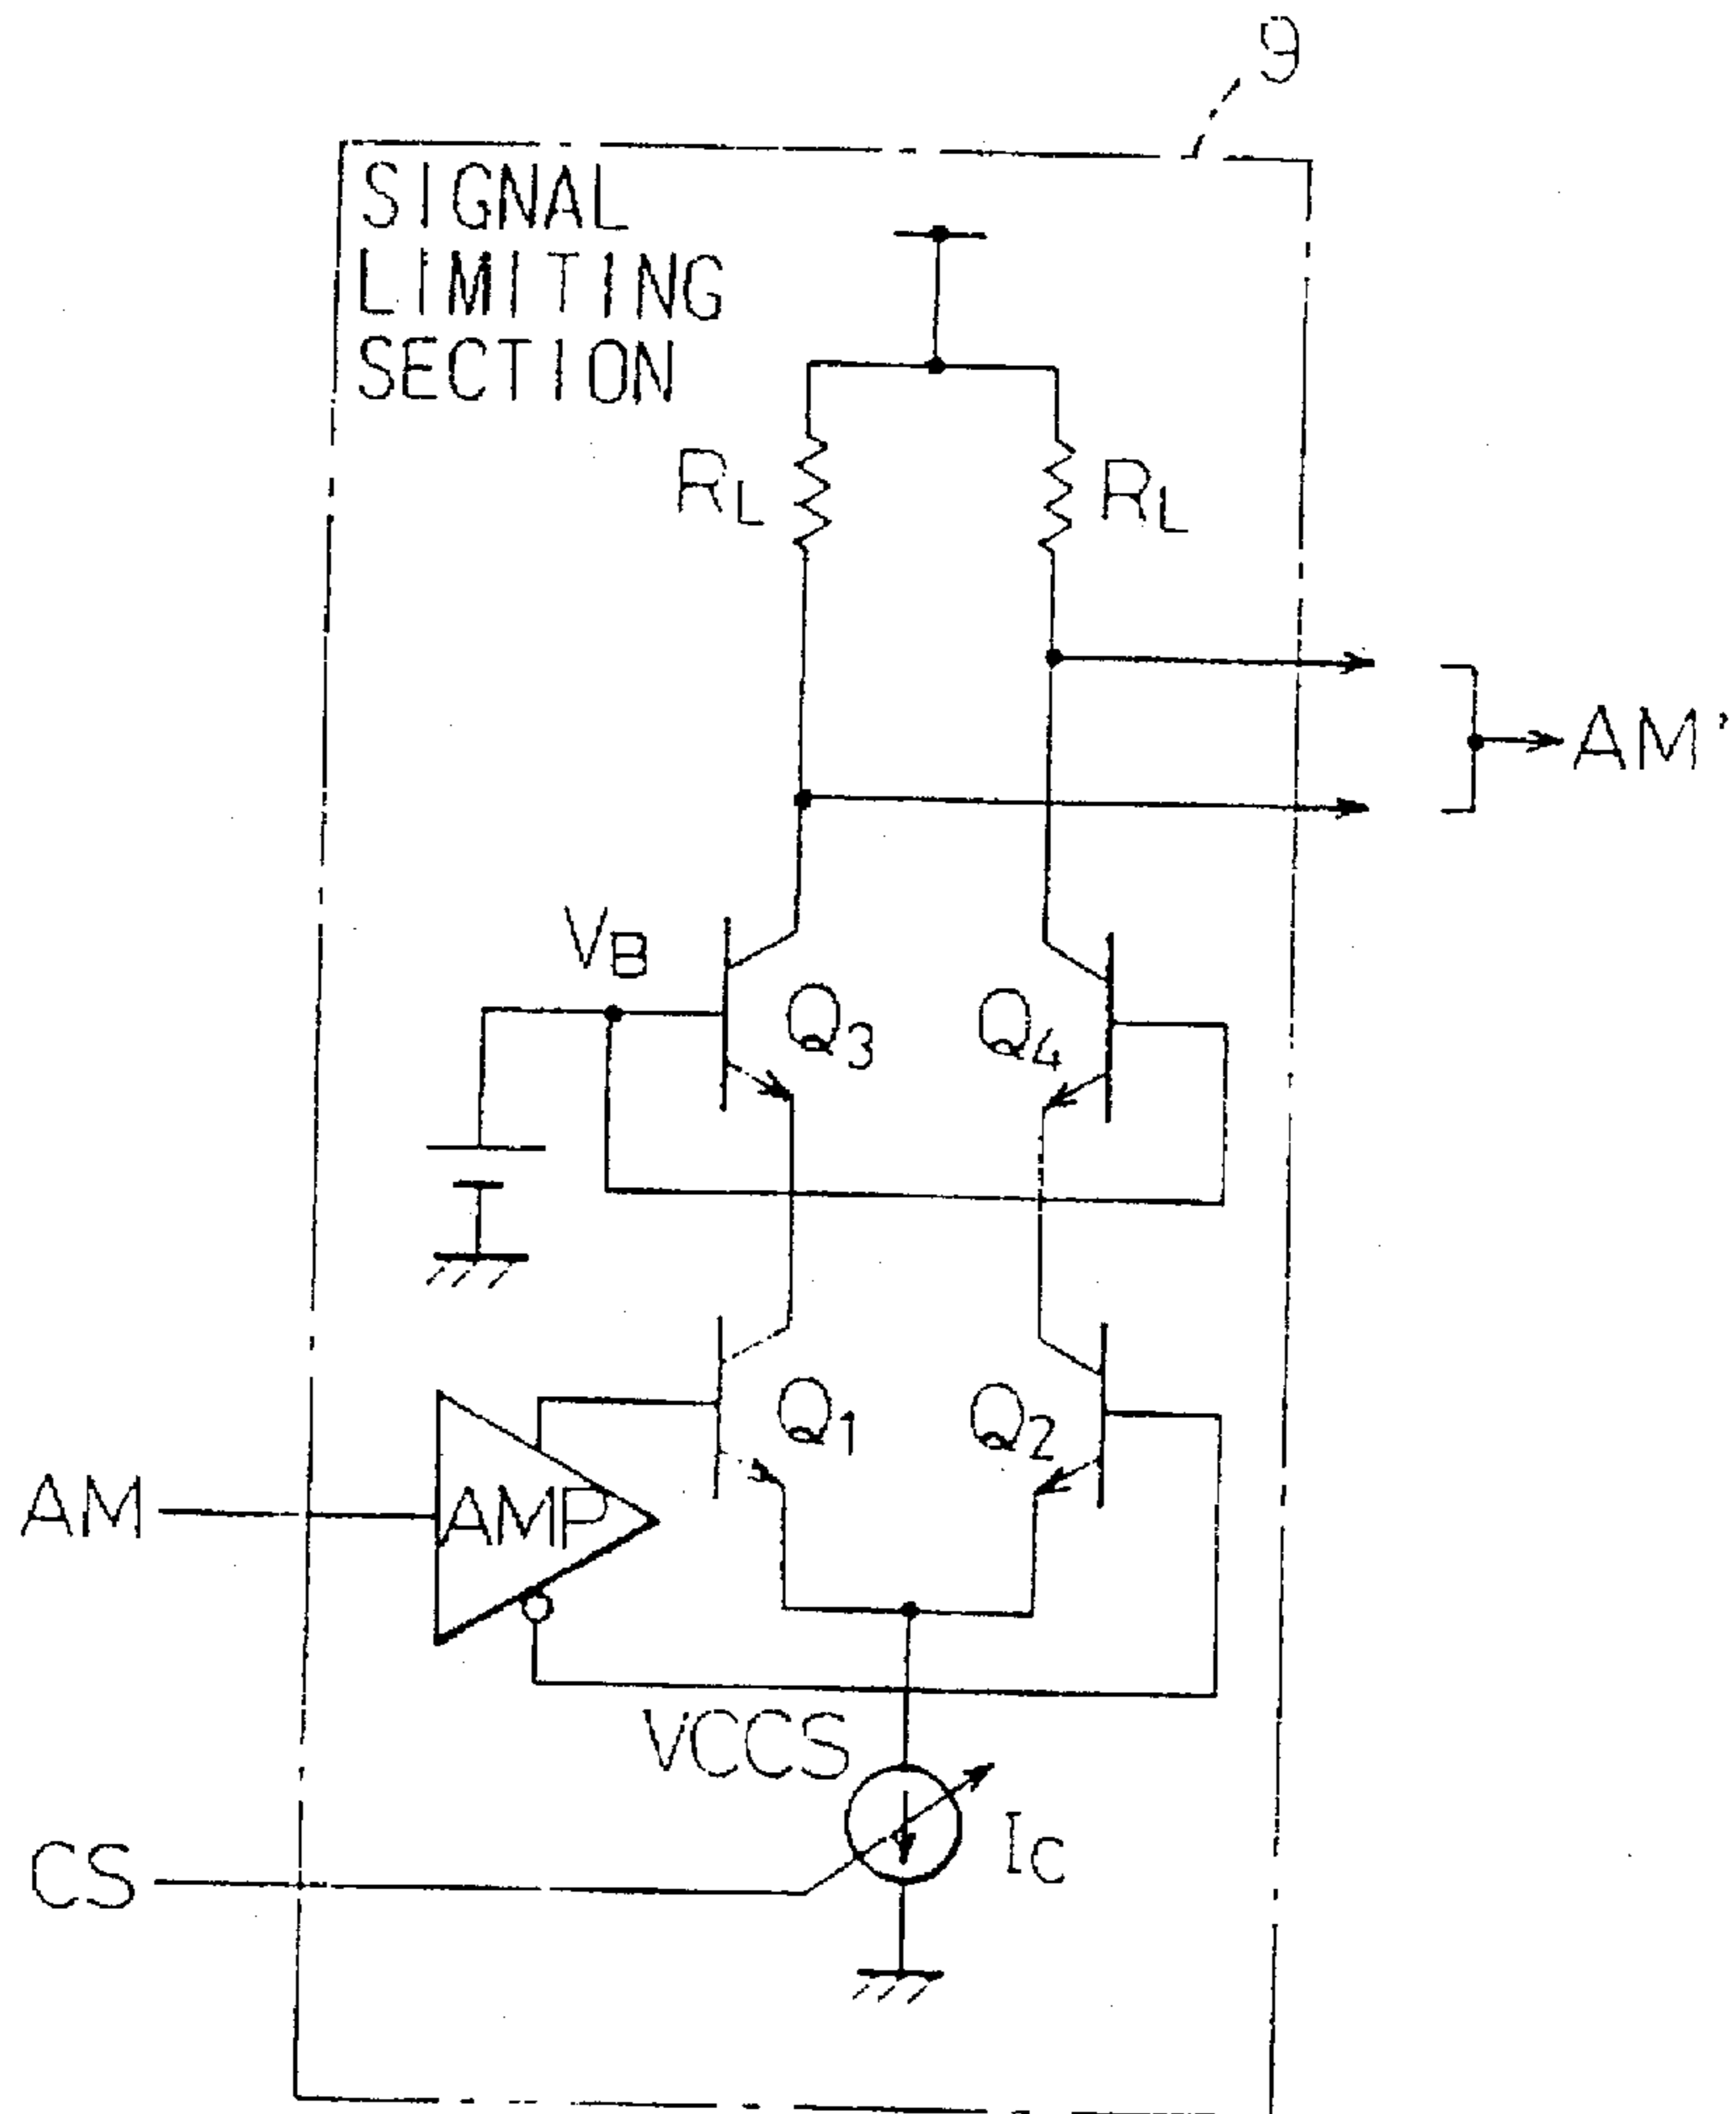 9
SIGNAL
LIMITING
SECTION
RL
RL
AM'
VB
Q3
Q4
Q1
Q2
AM
AMP
VCCS
IC
CS